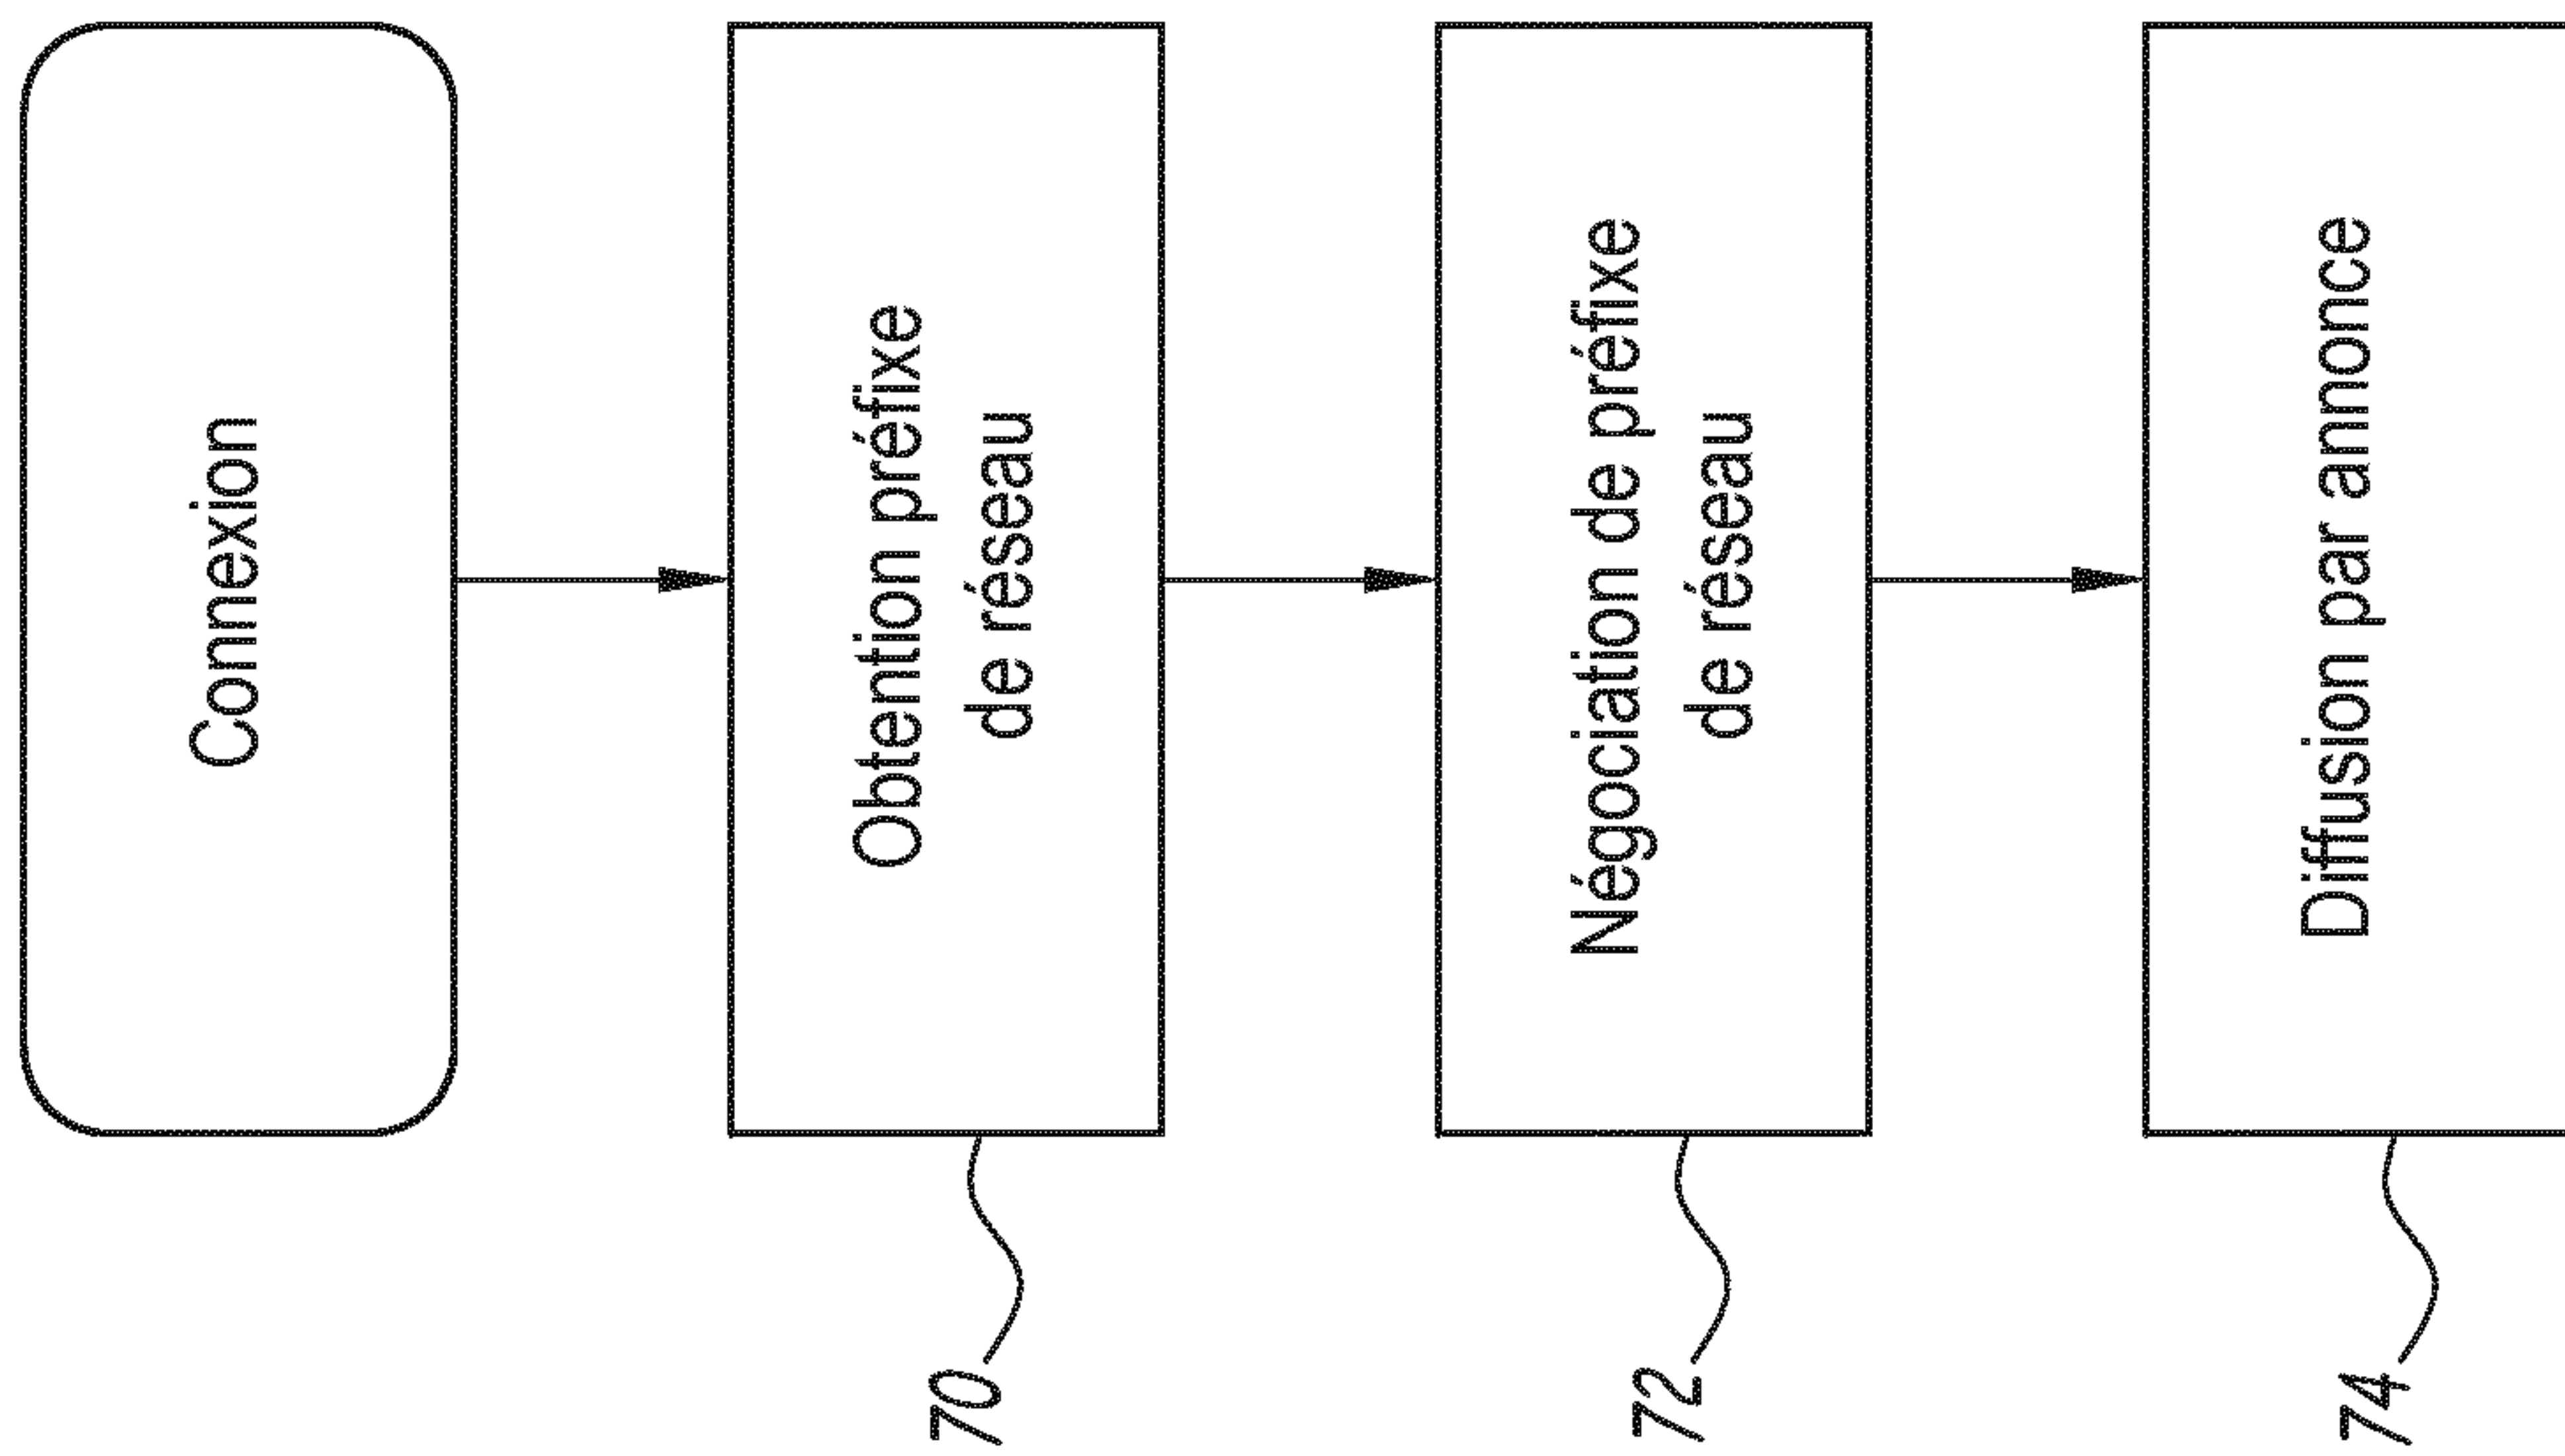 Connexion
Obtention préfixe
de réseau
70
Négociation de préfixe
de réseau
72
Diffusion par annonce
74